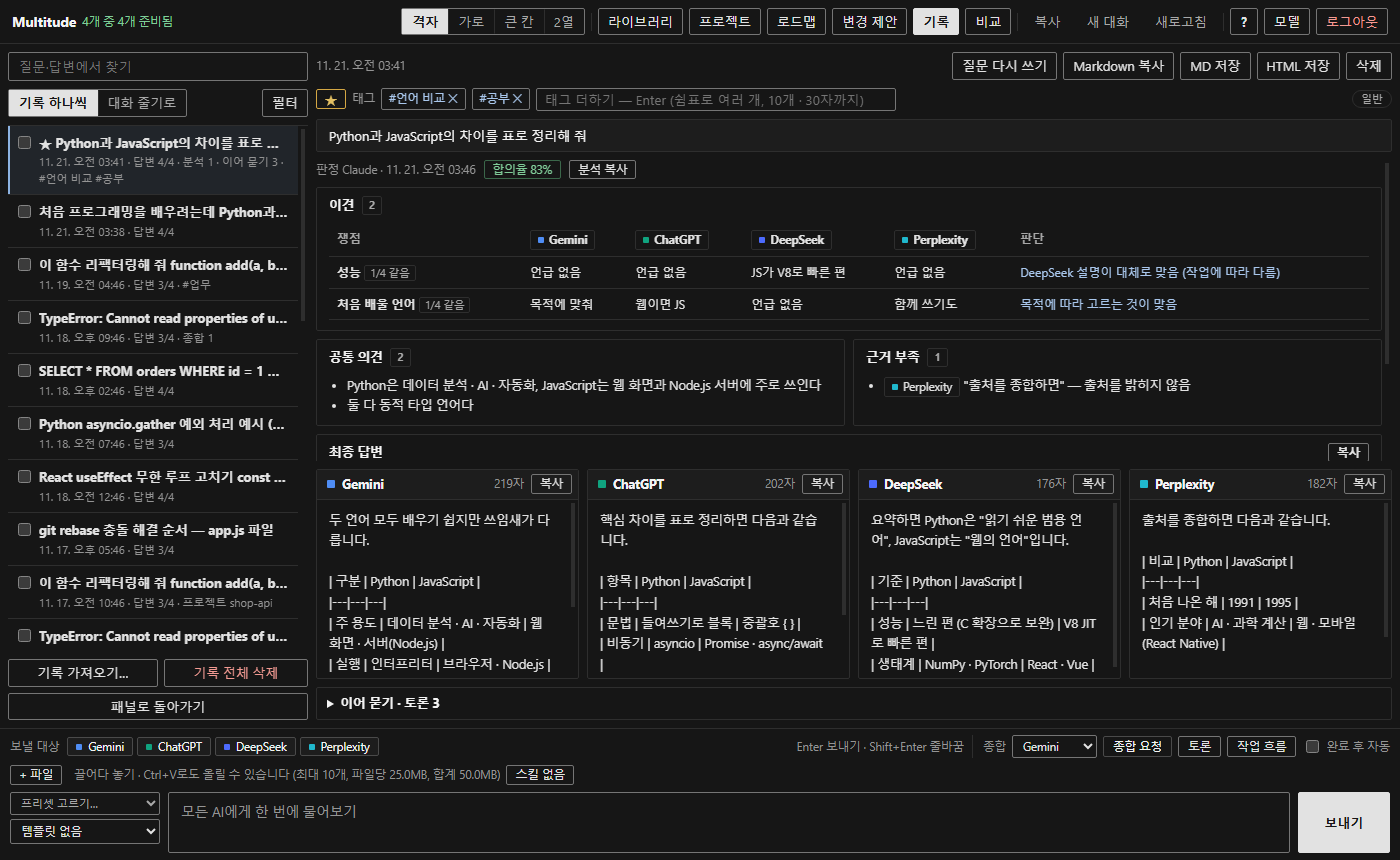 Multitude 4개 중 4개 준비됨
격자 가로 큰 칸 2열 라이브러리 프로젝트 로드맵 변경 제안 기록 비교 복사 새 대화 새로고침 ? 모델 로그아웃
질문·답변에서 찾기
기록 하나씩 대화 줄기로 필터
★ Python과 JavaScript의 차이를 표로 ...
11. 21. 오전 03:41 · 답변 4/4 · 분석 1 · 이어 묻기 3 ·
#언어 비교 #공부
처음 프로그래밍을 배우려는데 Python과...
11. 21. 오전 03:38 · 답변 4/4
이 함수 리팩터링해 줘 function add(a, b...
11. 19. 오전 04:46 · 답변 3/4 · #업무
TypeError: Cannot read properties of u...
11. 18. 오후 09:46 · 답변 3/4 · 종합 1
SELECT * FROM orders WHERE id = 1 ...
11. 18. 오후 02:46 · 답변 4/4
Python asyncio.gather 예외 처리 예시 (...
11. 18. 오전 07:46 · 답변 3/4
React useEffect 무한 루프 고치기 const ...
11. 18. 오전 12:46 · 답변 4/4
git rebase 충돌 해결 순서 — app.js 파일
11. 17. 오후 05:46 · 답변 3/4
이 함수 리팩터링해 줘 function add(a, b...
11. 17. 오전 10:46 · 답변 3/4 · 프로젝트 shop-api
TypeError: Cannot read properties of u...
기록 가져오기... 기록 전체 삭제
패널로 돌아가기
11. 21. 오전 03:41 질문 다시 쓰기 Markdown 복사 MD 저장 HTML 저장 삭제
★ 태그 #언어 비교 ✕ #공부 ✕ 태그 더하기 — Enter (쉼표로 여러 개, 10개 · 30자까지) 일반
Python과 JavaScript의 차이를 표로 정리해 줘
판정 Claude · 11. 21. 오전 03:46 합의율 83% 분석 복사
이견 2
쟁점 Gemini ChatGPT DeepSeek Perplexity 판단
성능 1/4 같음 언급 없음 언급 없음 JS가 V8로 빠른 편 언급 없음 DeepSeek 설명이 대체로 맞음 (작업에 따라 다름)
처음 배울 언어 1/4 같음 목적에 맞춰 웹이면 JS 언급 없음 함께 쓰기도 목적에 따라 고르는 것이 맞음
공통 의견 2
• Python은 데이터 분석 · AI · 자동화, JavaScript는 웹 화면과 Node.js 서버에 주로 쓰인다
• 둘 다 동적 타입 언어다
근거 부족 1
• Perplexity "출처를 종합하면" — 출처를 밝히지 않음
최종 답변 복사
Gemini 219자 복사
두 언어 모두 배우기 쉽지만 쓰임새가 다
릅니다.
| 구분 | Python | JavaScript |
|---|---|---|
| 주 용도 | 데이터 분석 · AI · 자동화 | 웹
화면 · 서버(Node.js) |
| 실행 | 인터프리터 | 브라우저 · Node.js |
ChatGPT 202자 복사
핵심 차이를 표로 정리하면 다음과 같습
니다.
| 항목 | Python | JavaScript |
|---|---|---|
| 문법 | 들여쓰기로 블록 | 중괄호 { } |
| 비동기 | asyncio | Promise · async/await
|
DeepSeek 176자 복사
요약하면 Python은 "읽기 쉬운 범용 언
어", JavaScript는 "웹의 언어"입니다.
| 기준 | Python | JavaScript |
|---|---|---|
| 성능 | 느린 편 (C 확장으로 보완) | V8 JIT
로 빠른 편 |
| 생태계 | NumPy · PyTorch | React · Vue |
Perplexity 182자 복사
출처를 종합하면 다음과 같습니다.
| 비교 | Python | JavaScript |
|---|---|---|
| 처음 나온 해 | 1991 | 1995 |
| 인기 분야 | AI · 과학 계산 | 웹 · 모바일
(React Native) |
▶ 이어 묻기 · 토론 3
보낼 대상 Gemini ChatGPT DeepSeek Perplexity Enter 보내기 · Shift+Enter 줄바꿈 종합 Gemini 종합 요청 토론 작업 흐름 완료 후 자동
+ 파일 끌어다 놓기 · Ctrl+V로도 올릴 수 있습니다 (최대 10개, 파일당 25.0MB, 합계 50.0MB) 스킬 없음
프리셋 고르기...
템플릿 없음
모든 AI에게 한 번에 물어보기
보내기